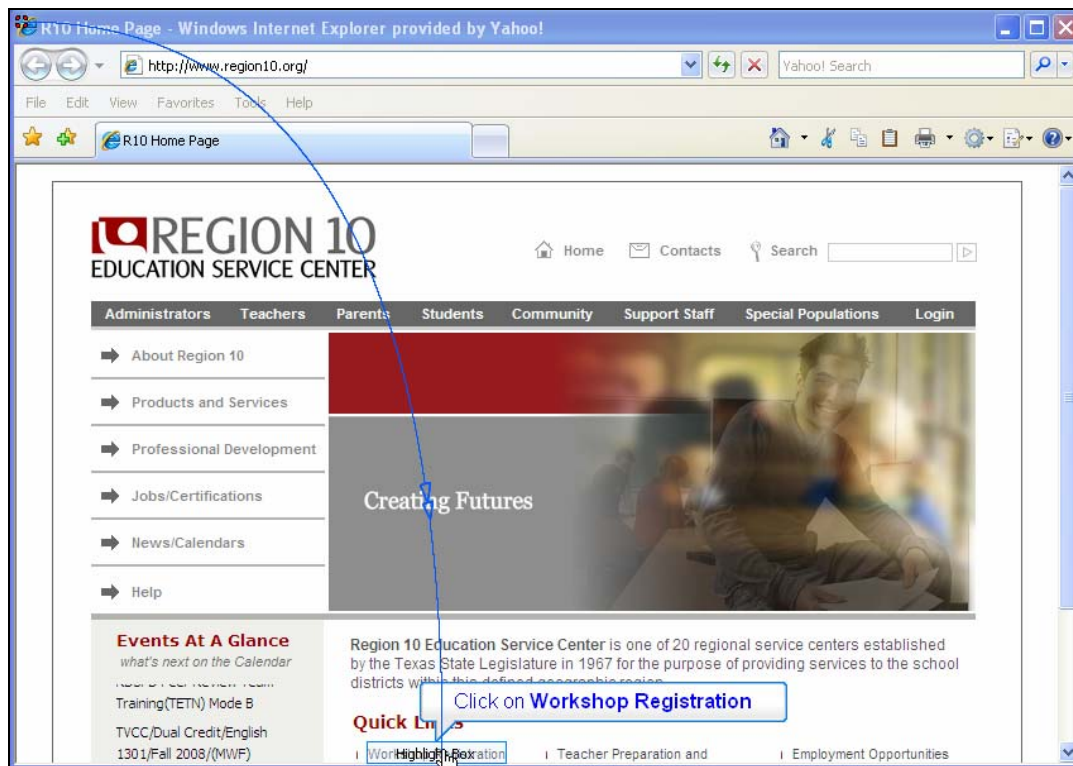 R10 Home Page - Windows Internet Explorer provided by Yahoo!
http://www.region10.org/
Yahoo! Search
File Edit View Favorites Tools Help
R10 Home Page
REGION 10
EDUCATION SERVICE CENTER
Home Contacts Search
Administrators Teachers Parents Students Community Support Staff Special Populations Login
About Region 10
Products and Services
Professional Development
Jobs/Certifications
News/Calendars
Help
Creating Futures
Events At A Glance
what's next on the Calendar
Training(TETN) Mode B
TVCC/Dual Credit/English
1301/Fall 2008/(MWF)
Region 10 Education Service Center is one of 20 regional service centers established
by the Texas State Legislature in 1967 for the purpose of providing services to the school
districts within this defined geographic region.
Click on Workshop Registration
Quick Links
Highlight Box
Teacher Preparation and
Employment Opportunities